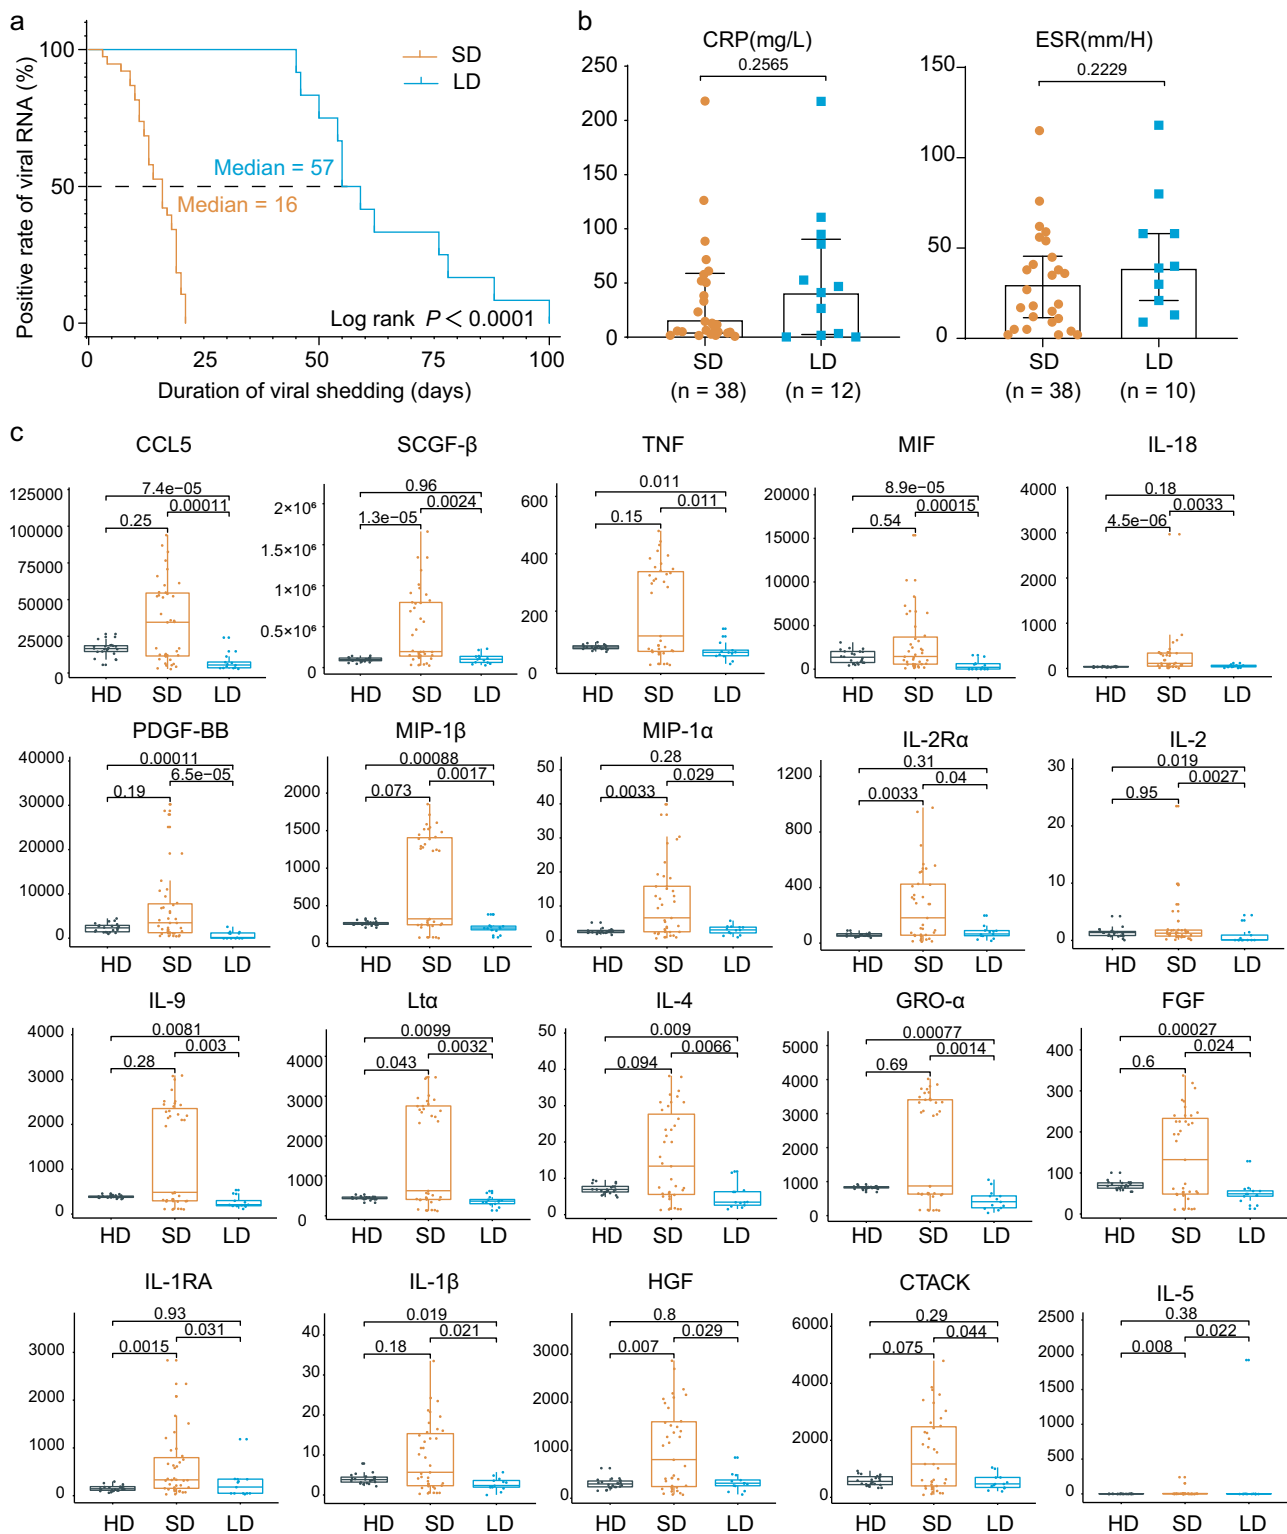 a
100
50
0
Positive rate of viral RNA (%)
SD
LD
Median = 57
Median = 16
Log rank P < 0.0001
0 25 50 75 100
Duration of viral shedding (days)
b
CRP(mg/L)
0.2565
250
200
150
100
50
0
SD LD
(n = 38) (n = 12)
ESR(mm/H)
0.2229
150
100
50
0
SD LD
(n = 38) (n = 10)
c
CCL5
7.4e−05
0.00011
0.25
125000
100000
75000
50000
25000
0
HD SD LD
SCGF-β
0.96
0.0024
1.3e−05
2×10⁶
1.5×10⁶
1×10⁶
0.5×10⁶
0
HD SD LD
TNF
0.011
0.011
0.15
600
400
200
0
HD SD LD
MIF
8.9e−05
0.00015
0.54
20000
15000
10000
5000
0
HD SD LD
IL-18
0.18
0.0033
4.5e−06
4000
3000
2000
1000
0
HD SD LD
PDGF-BB
0.00011
6.5e−05
0.19
40000
30000
20000
10000
0
HD SD LD
MIP-1β
0.00088
0.0017
0.073
2000
1500
1000
500
0
HD SD LD
MIP-1α
0.28
0.029
0.0033
50
40
30
20
10
0
HD SD LD
IL-2Rα
0.31
0.04
0.0033
1200
800
400
0
HD SD LD
IL-2
0.019
0.0027
0.95
30
20
10
0
HD SD LD
IL-9
0.0081
0.003
0.28
4000
3000
2000
1000
0
HD SD LD
Ltα
0.0099
0.0032
0.043
4000
3000
2000
1000
0
HD SD LD
IL-4
0.009
0.0066
0.094
50
40
30
20
10
0
HD SD LD
GRO-α
0.00077
0.0014
0.69
5000
4000
3000
2000
1000
0
HD SD LD
FGF
0.00027
0.024
0.6
400
300
200
100
0
HD SD LD
IL-1RA
0.93
0.031
0.0015
3000
2000
1000
0
HD SD LD
IL-1β
0.019
0.021
0.18
40
30
20
10
0
HD SD LD
HGF
0.8
0.029
0.007
3000
2000
1000
0
HD SD LD
CTACK
0.29
0.044
0.075
6000
4000
2000
0
HD SD LD
IL-5
0.38
0.022
0.008
2500
2000
1500
1000
500
0
HD SD LD